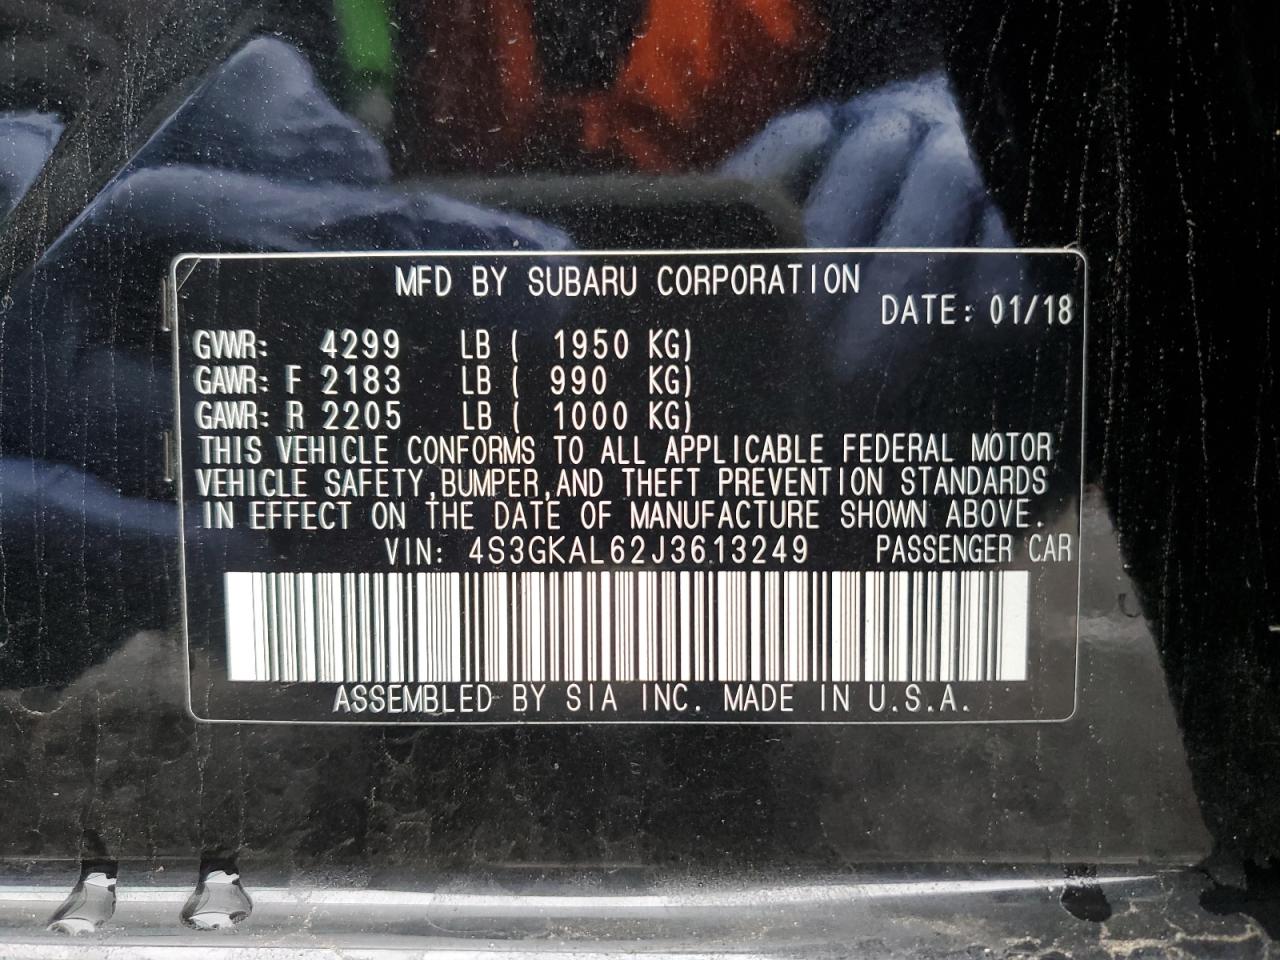 MFD BY SUBARU CORPORATION
DATE: 01/18
GVWR: 4299 LB ( 1950 KG)
GAWR: F 2183 LB ( 990 KG)
GAWR: R 2205 LB ( 1000 KG)
THIS VEHICLE CONFORMS TO ALL APPLICABLE FEDERAL MOTOR
VEHICLE SAFETY,BUMPER,AND THEFT PREVENTION STANDARDS
IN EFFECT ON THE DATE OF MANUFACTURE SHOWN ABOVE.
VIN: 4S3GKAL62J3613249 PASSENGER CAR
ASSEMBLED BY SIA INC. MADE IN U.S.A.